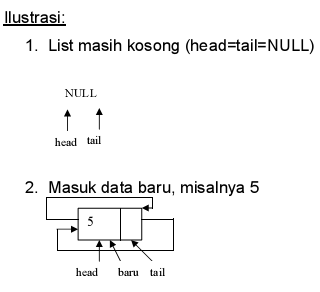 Ilustrasi:
1. List masih kosong (head=tail=NULL)
NULL
head tail
2. Masuk data baru, misalnya 5
5
head baru tail